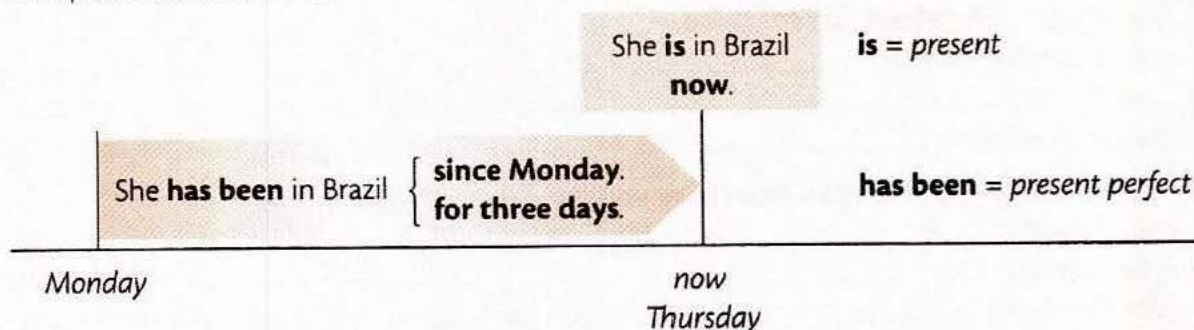 She is in Brazil
now.
is = present
She has been in Brazil { since Monday.
for three days.
has been = present perfect
Monday
now
Thursday